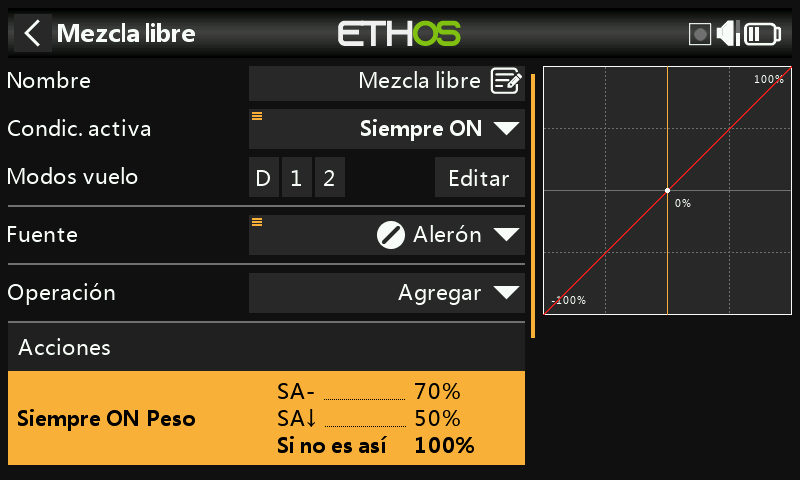 Mezcla libre
ETHOS
Nombre
Mezcla libre
Condic. activa
Siempre ON
Modos vuelo
D 1 2
Editar
Fuente
Alerón
Operación
Agregar
Acciones
Siempre ON Peso
SA- 70%
SA↓ 50%
Si no es así 100%
100%
0%
-100%